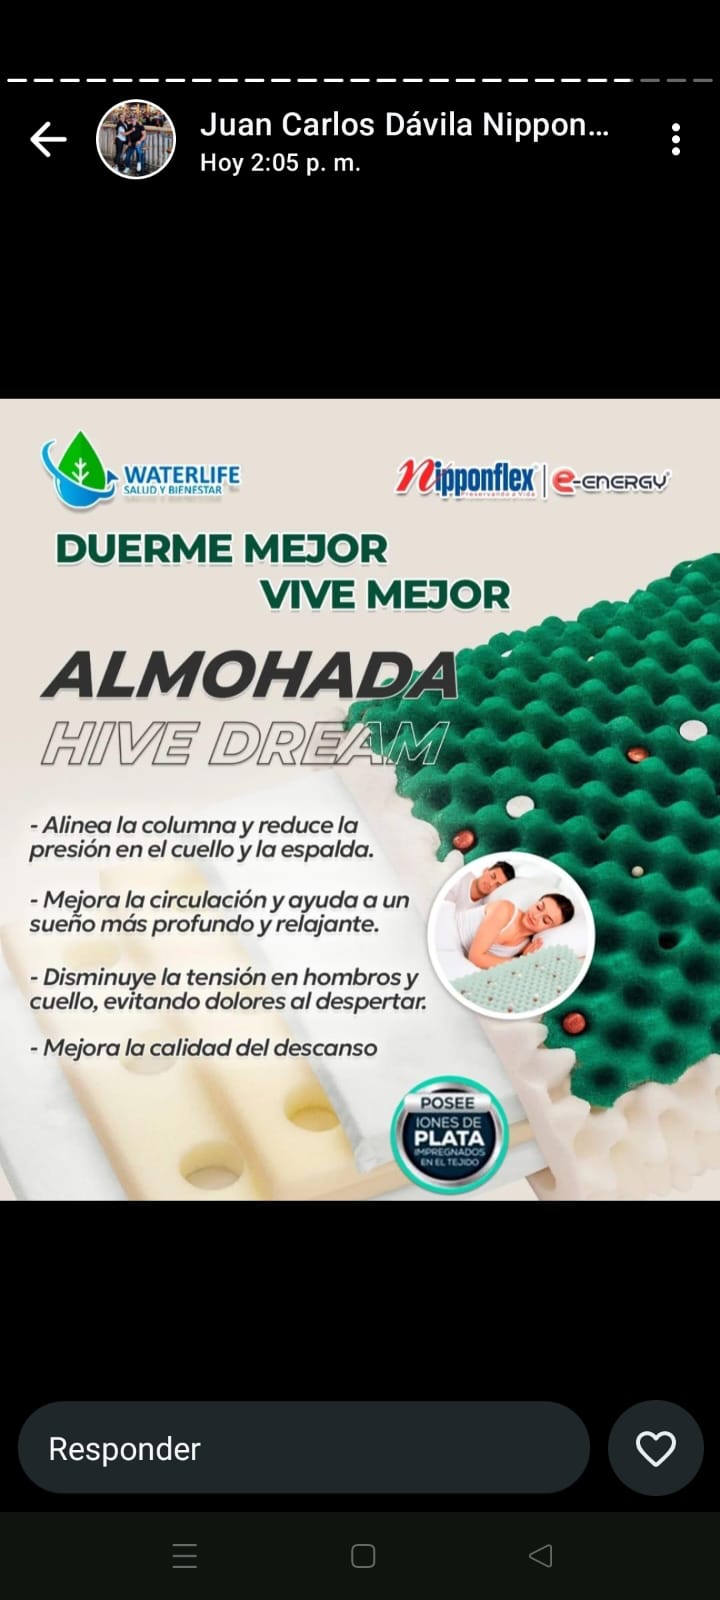 Juan Carlos Dávila Nippon...
Hoy 2:05 p. m.
WATERLIFE
SALUD Y BIENESTAR
Nipponflex | e-ENERGY
Preservando a Vida
DUERME MEJOR
VIVE MEJOR
ALMOHADA
HIVE DREAM
- Alinea la columna y reduce la
presión en el cuello y la espalda.
- Mejora la circulación y ayuda a un
sueño más profundo y relajante.
- Disminuye la tensión en hombros y
cuello, evitando dolores al despertar.
- Mejora la calidad del descanso
POSEE
IONES DE
PLATA
IMPREGNADOS
EN EL TEJIDO
Responder